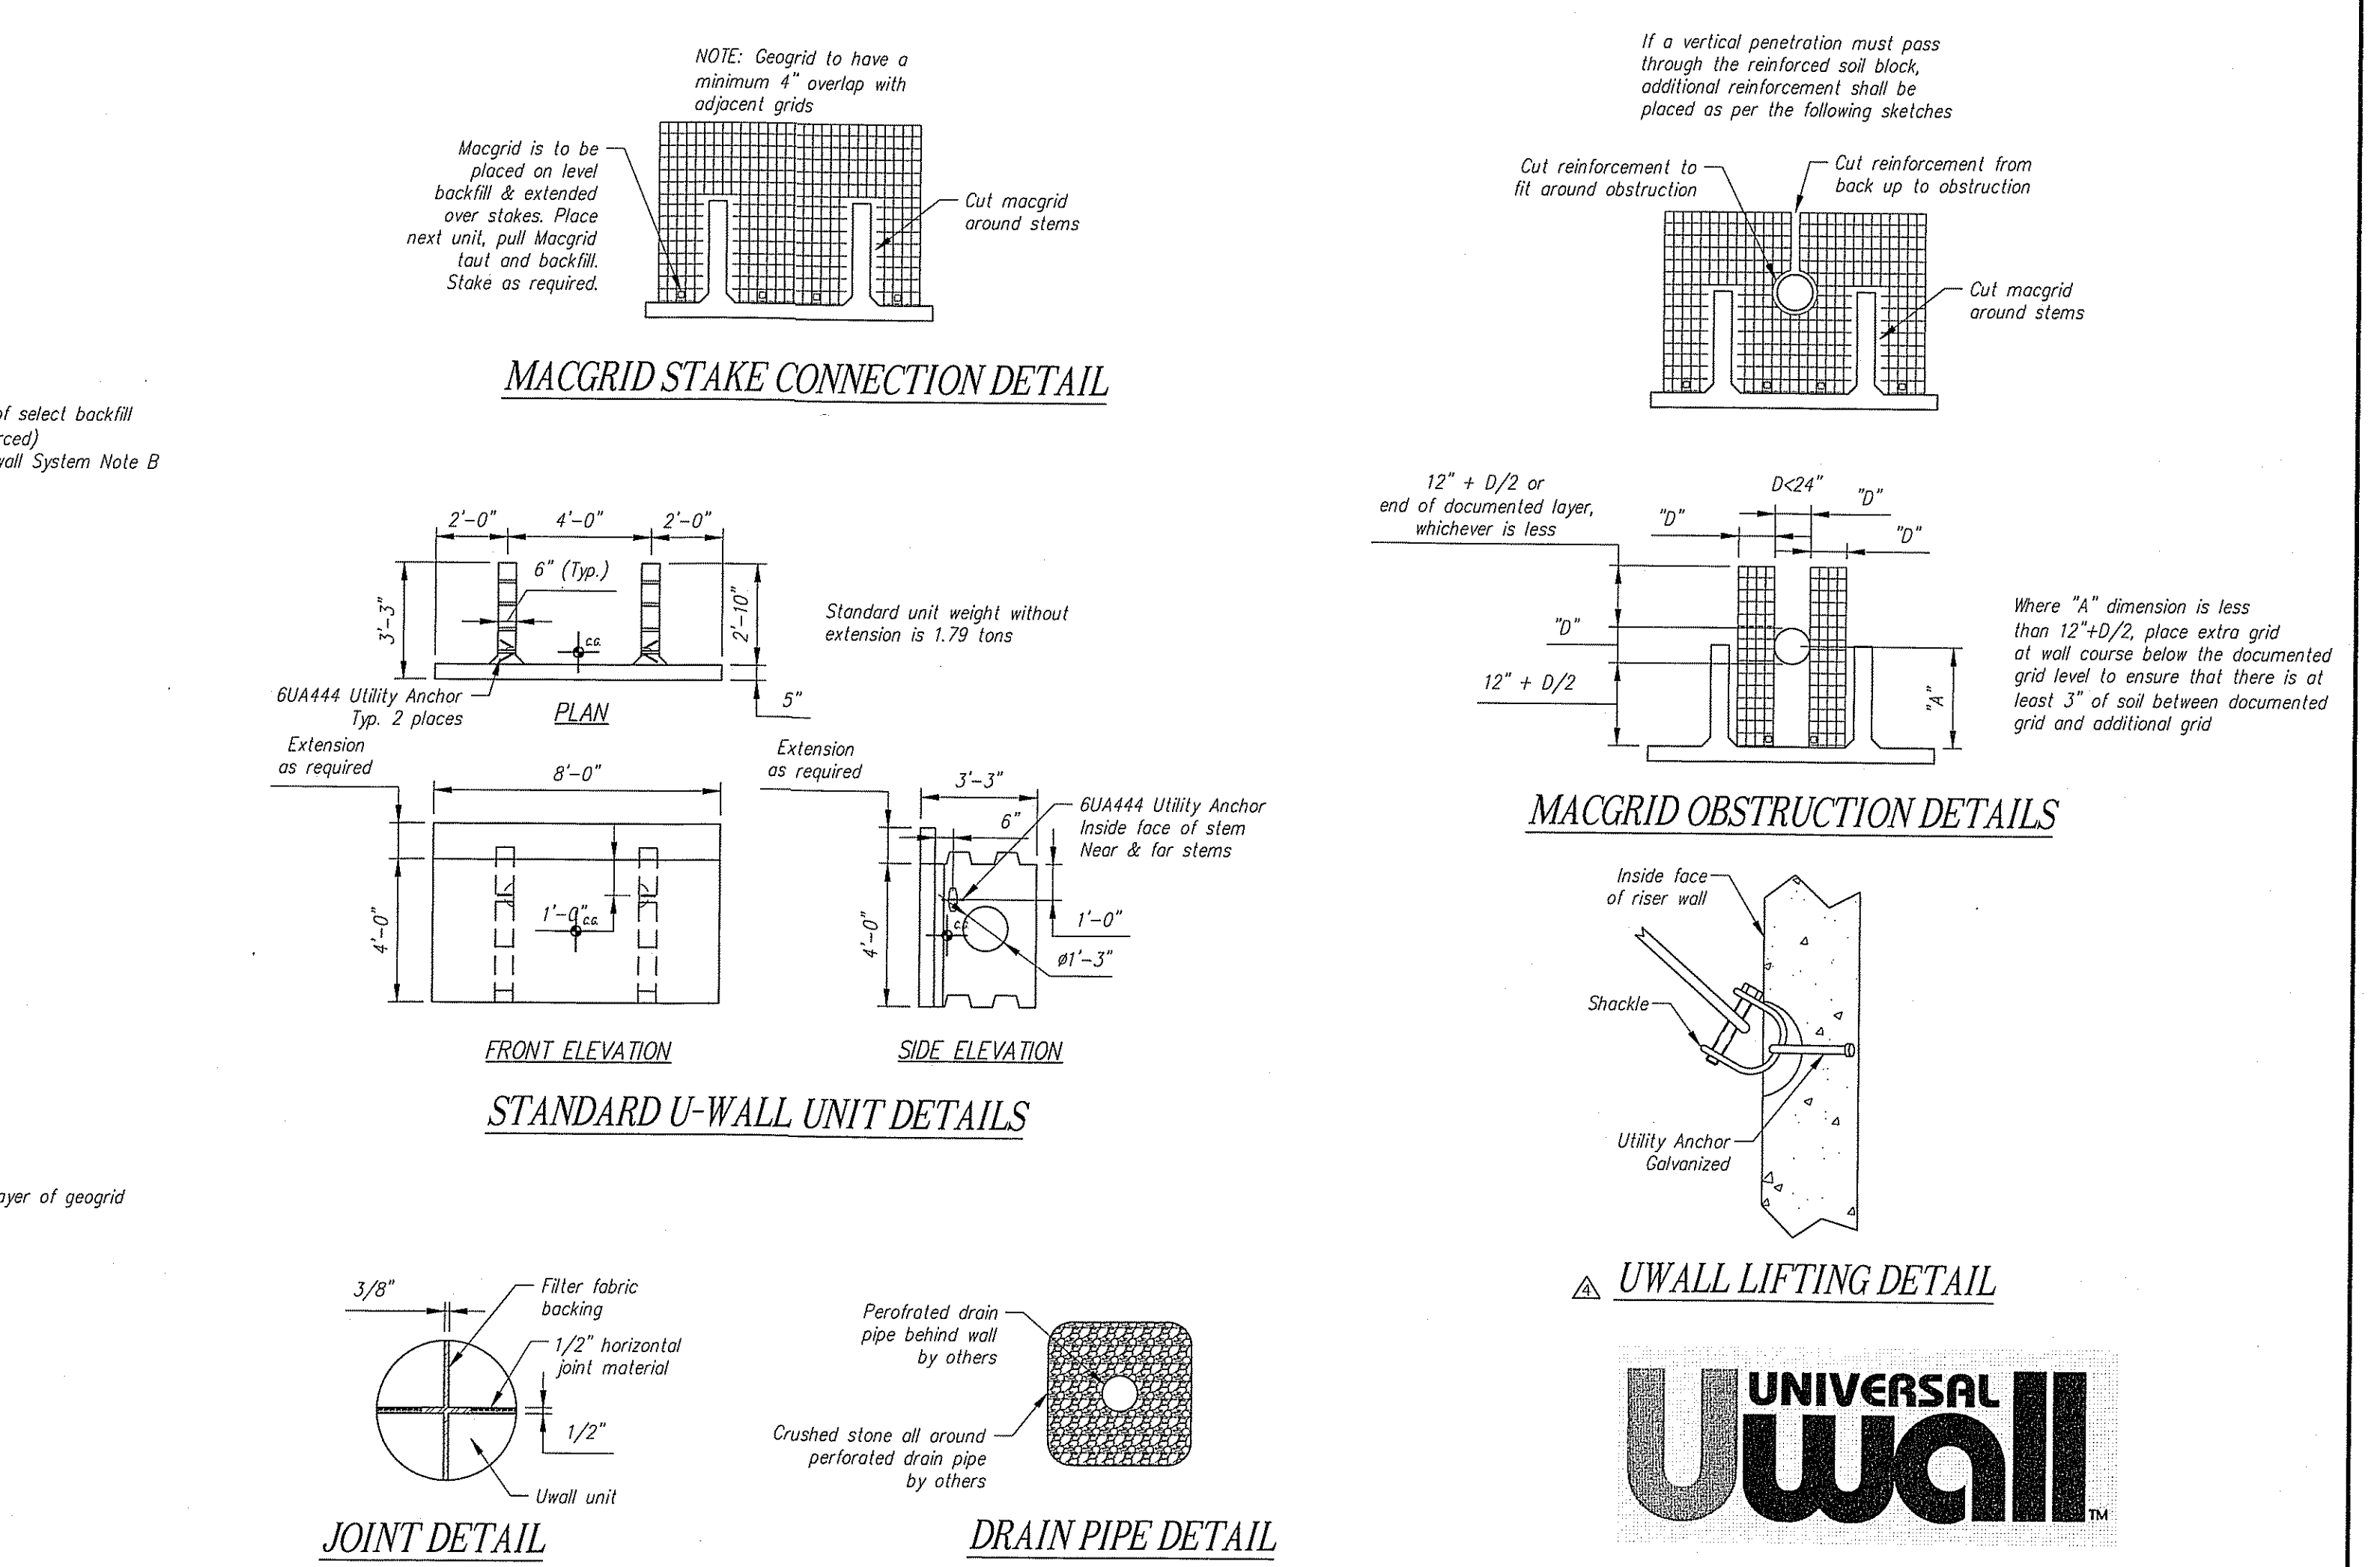 NOTE: Geogrid to have a
minimum 4" overlap with
adjacent grids
Macgrid is to be
placed on level
backfill & extended
over stakes. Place
next unit, pull Macgrid
taut and backfill.
Stake as required.
Cut macgrid
around stems
MACGRID STAKE CONNECTION DETAIL
If a vertical penetration must pass
through the reinforced soil block,
additional reinforcement shall be
placed as per the following sketches
Cut reinforcement to
fit around obstruction
Cut reinforcement from
back up to obstruction
Cut macgrid
around stems
of select backfill
rced)
wall System Note B
2'-0"
4'-0"
2'-0"
6" (Typ.)
3'-3"
2'-10"
C.G.
5"
6UA444 Utility Anchor
Typ. 2 places
PLAN
Standard unit weight without
extension is 1.79 tons
Extension
as required
8'-0"
4'-0"
1'-0"
C.G.
FRONT ELEVATION
Extension
as required
3'-3"
6"
6UA444 Utility Anchor
Inside face of stem
Near & far stems
4'-0"
C.G.
1'-0"
ø1'-3"
SIDE ELEVATION
STANDARD U-WALL UNIT DETAILS
12" + D/2 or
end of documented layer,
whichever is less
D<24"
"D"
"D"
"D"
"D"
12" + D/2
"A"
Where "A" dimension is less
than 12"+D/2, place extra grid
at wall course below the documented
grid level to ensure that there is at
least 3" of soil between documented
grid and additional grid
MACGRID OBSTRUCTION DETAILS
Inside face
of riser wall
Shackle
Utility Anchor
Galvanized
4
UWALL LIFTING DETAIL
ayer of geogrid
3/8"
Filter fabric
backing
1/2" horizontal
joint material
1/2"
Uwall unit
JOINT DETAIL
Perofrated drain
pipe behind wall
by others
Crushed stone all around
perforated drain pipe
by others
DRAIN PIPE DETAIL
UNIVERSAL
Uwall
TM